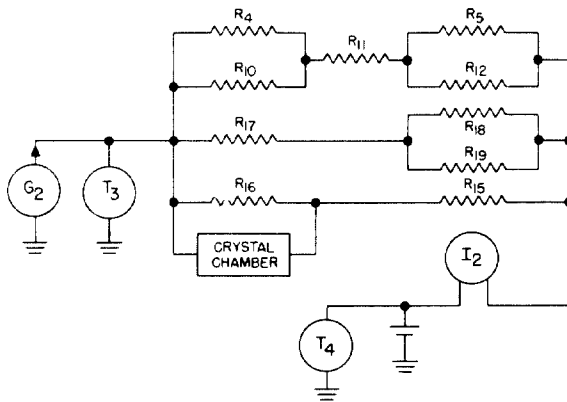 R4
R5
R11
R10
R12
R17
R18
R19
G2
T3
R16
R15
CRYSTAL
CHAMBER
I2
T4